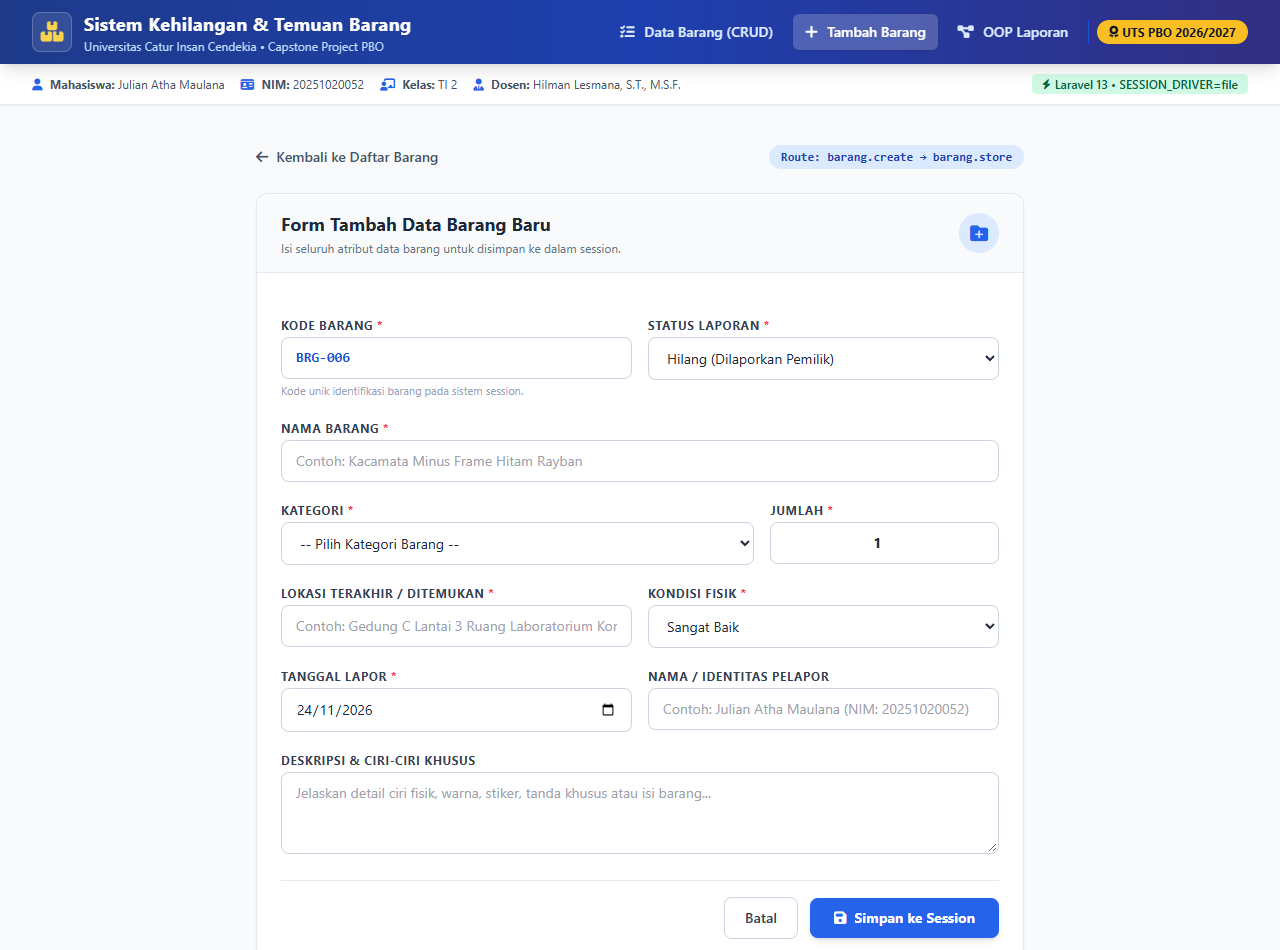 Sistem Kehilangan & Temuan Barang
Universitas Catur Insan Cendekia • Capstone Project PBO
Data Barang (CRUD)
Tambah Barang
OOP Laporan
UTS PBO 2026/2027
Mahasiswa: Julian Atha Maulana
NIM: 20251020052
Kelas: TI 2
Dosen: Hilman Lesmana, S.T., M.S.F.
Laravel 13 • SESSION_DRIVER=file
Kembali ke Daftar Barang
Route: barang.create → barang.store
Form Tambah Data Barang Baru
Isi seluruh atribut data barang untuk disimpan ke dalam session.
KODE BARANG *
STATUS LAPORAN *
BRG-006
Hilang (Dilaporkan Pemilik)
Kode unik identifikasi barang pada sistem session.
NAMA BARANG *
Contoh: Kacamata Minus Frame Hitam Rayban
KATEGORI *
JUMLAH *
-- Pilih Kategori Barang --
1
LOKASI TERAKHIR / DITEMUKAN *
KONDISI FISIK *
Contoh: Gedung C Lantai 3 Ruang Laboratorium Kor
Sangat Baik
TANGGAL LAPOR *
NAMA / IDENTITAS PELAPOR
24/11/2026
Contoh: Julian Atha Maulana (NIM: 20251020052)
DESKRIPSI & CIRI-CIRI KHUSUS
Jelaskan detail ciri fisik, warna, stiker, tanda khusus atau isi barang...
Batal
Simpan ke Session